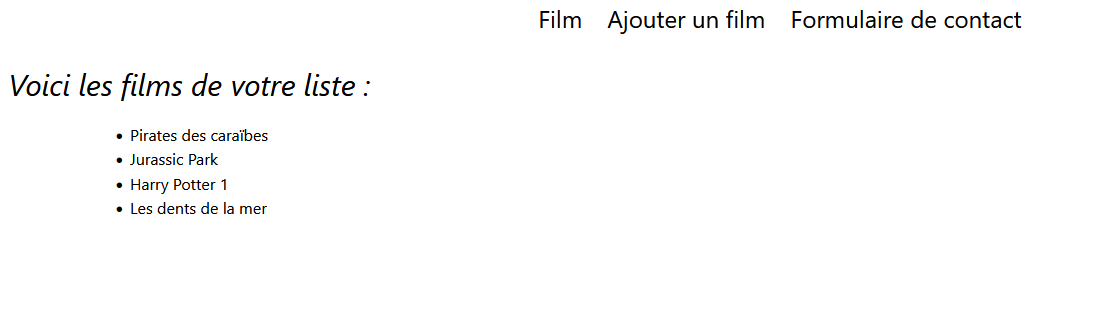 Film Ajouter un film Formulaire de contact
Voici les films de votre liste :
• Pirates des caraïbes
• Jurassic Park
• Harry Potter 1
• Les dents de la mer